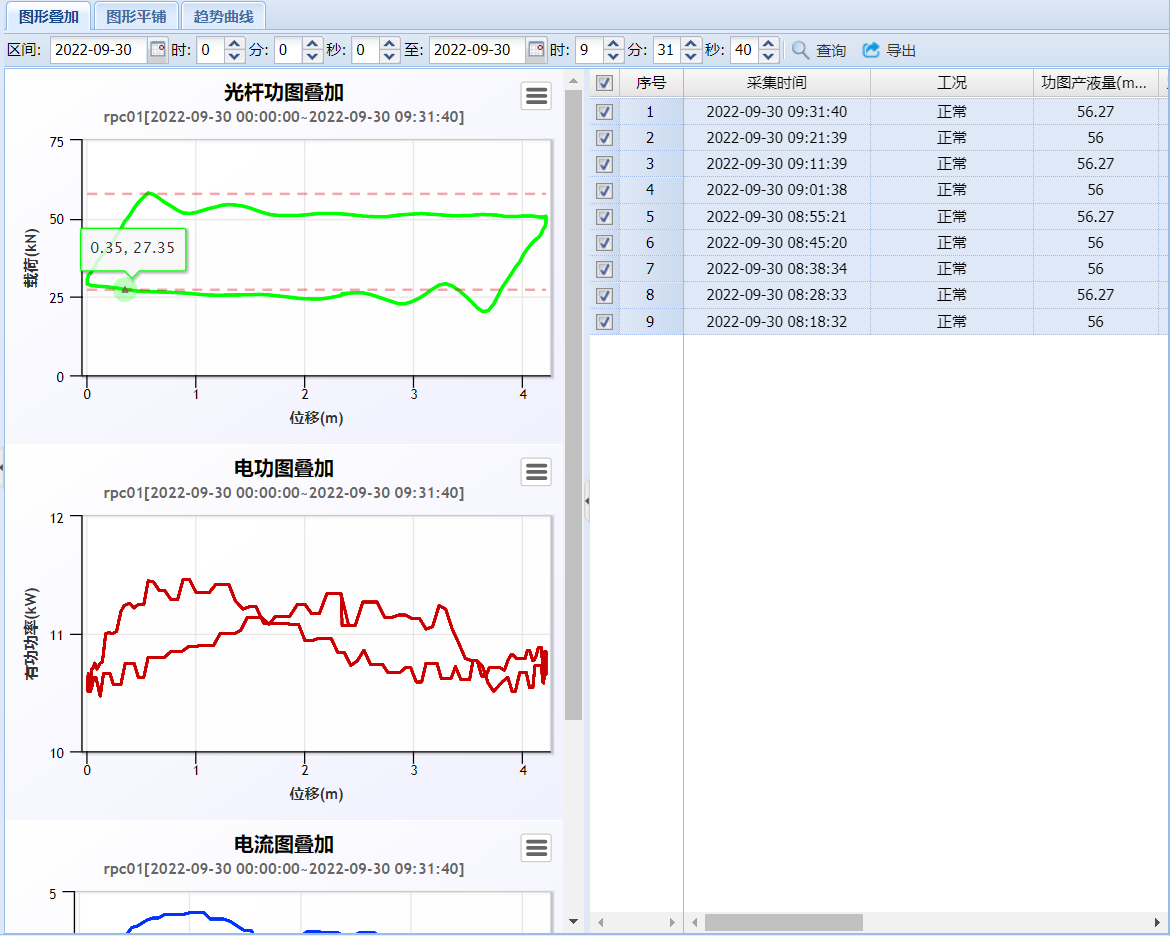 图形叠加 图形平铺 趋势曲线
区间: 2022-09-30 时: 0 分: 0 秒: 0 至: 2022-09-30 时: 9 分: 31 秒: 40 查询 导出
光杆功图叠加
rpc01[2022-09-30 00:00:00~2022-09-30 09:31:40]
75
50
25
0
载荷(kN)
0.35, 27.35
0 1 2 3 4
位移(m)
电功图叠加
rpc01[2022-09-30 00:00:00~2022-09-30 09:31:40]
12
11
10
有功功率(kW)
0 1 2 3 4
位移(m)
电流图叠加
rpc01[2022-09-30 00:00:00~2022-09-30 09:31:40]
5
序号 采集时间 工况 功图产液量(m...
1 2022-09-30 09:31:40 正常 56.27
2 2022-09-30 09:21:39 正常 56
3 2022-09-30 09:11:39 正常 56.27
4 2022-09-30 09:01:38 正常 56
5 2022-09-30 08:55:21 正常 56.27
6 2022-09-30 08:45:20 正常 56
7 2022-09-30 08:38:34 正常 56
8 2022-09-30 08:28:33 正常 56.27
9 2022-09-30 08:18:32 正常 56